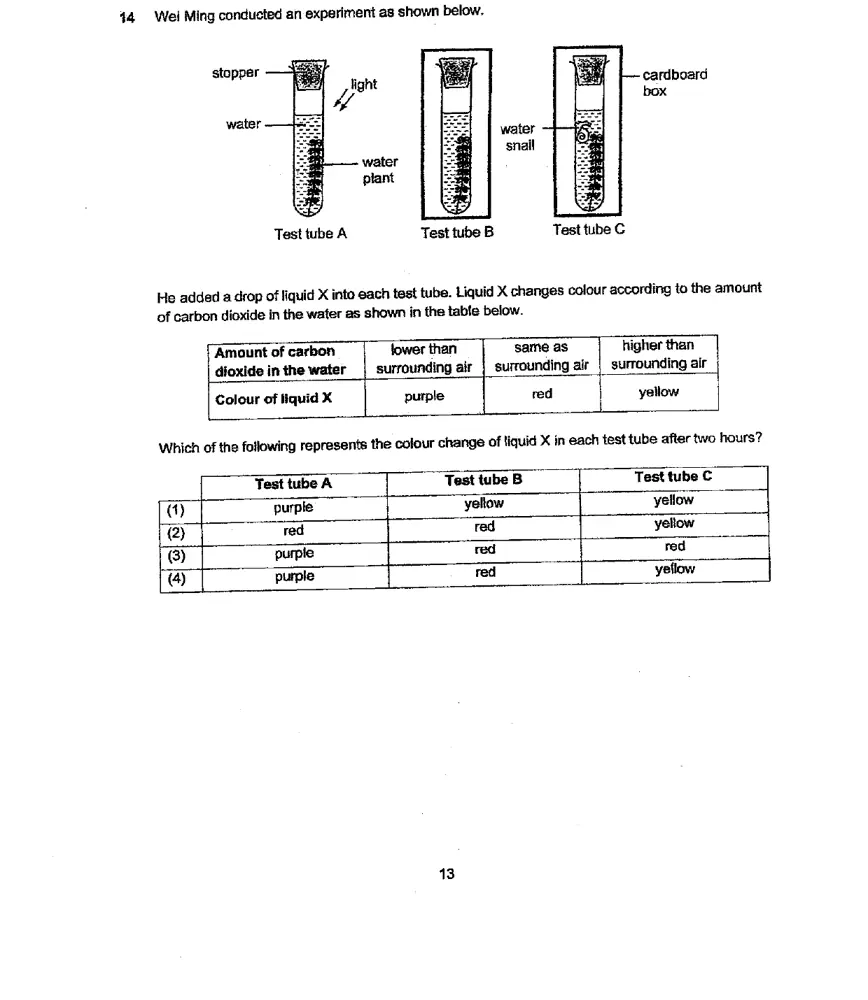 14 Wei Ming conducted an experiment as shown below.
stopper
light
water
water
plant
water
snail
cardboard
box
Test tube A
Test tube B
Test tube C
He added a drop of liquid X into each test tube. Liquid X changes colour according to the amount
of carbon dioxide in the water as shown in the table below.
Amount of carbon dioxide in the water | lower than surrounding air | same as surrounding air | higher than surrounding air
Colour of liquid X | purple | red | yellow
Which of the following represents the colour change of liquid X in each test tube after two hours?
Test tube A | Test tube B | Test tube C
(1) purple yellow yellow
(2) red red yellow
(3) purple red red
(4) purple red yellow
13